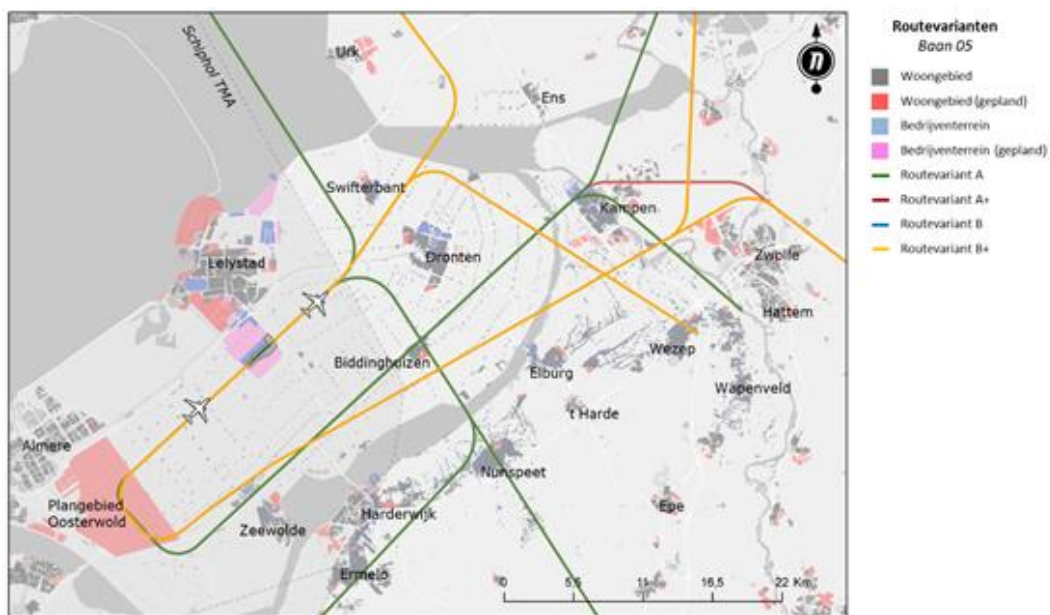 Schiphol TMA
Urk
Ens
Swifterbant
Kampen
Lelystad
Dronten
Zwolle
Hattem
Biddinghuizen
Elburg
Wezep
Wapenveld
't Harde
Almere
Nunspeet
Plangebied
Oosterwold
Epe
Zeewolde
Harderwijk
Ermelo
0 5,5 11 16,5 22 Km
n
Routevarianten
Baan 05
Woongebied
Woongebied (gepland)
Bedrijventerrein
Bedrijventerrein (gepland)
Routevariant A
Routevariant A+
Routevariant B
Routevariant B+